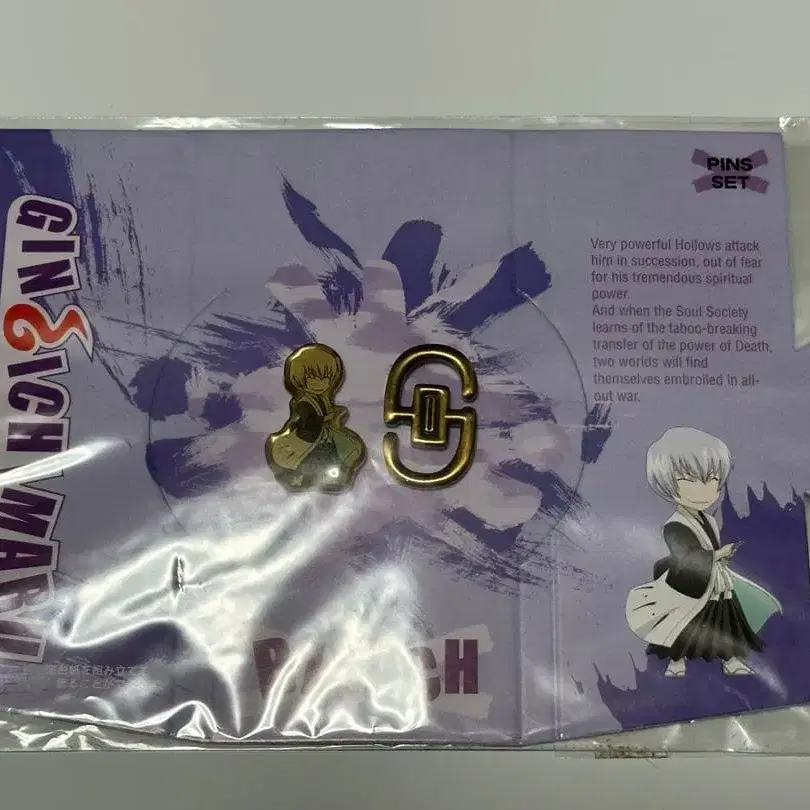 GIN ICHIMARU
PINS
SET
Very powerful Hollows attack
him in succession, out of fear
for his tremendous spiritual
power.
And when the Soul Society
learns of the taboo-breaking
transfer of the power of Death,
two worlds will find
themselves embroiled in all-
out war.
BLEACH